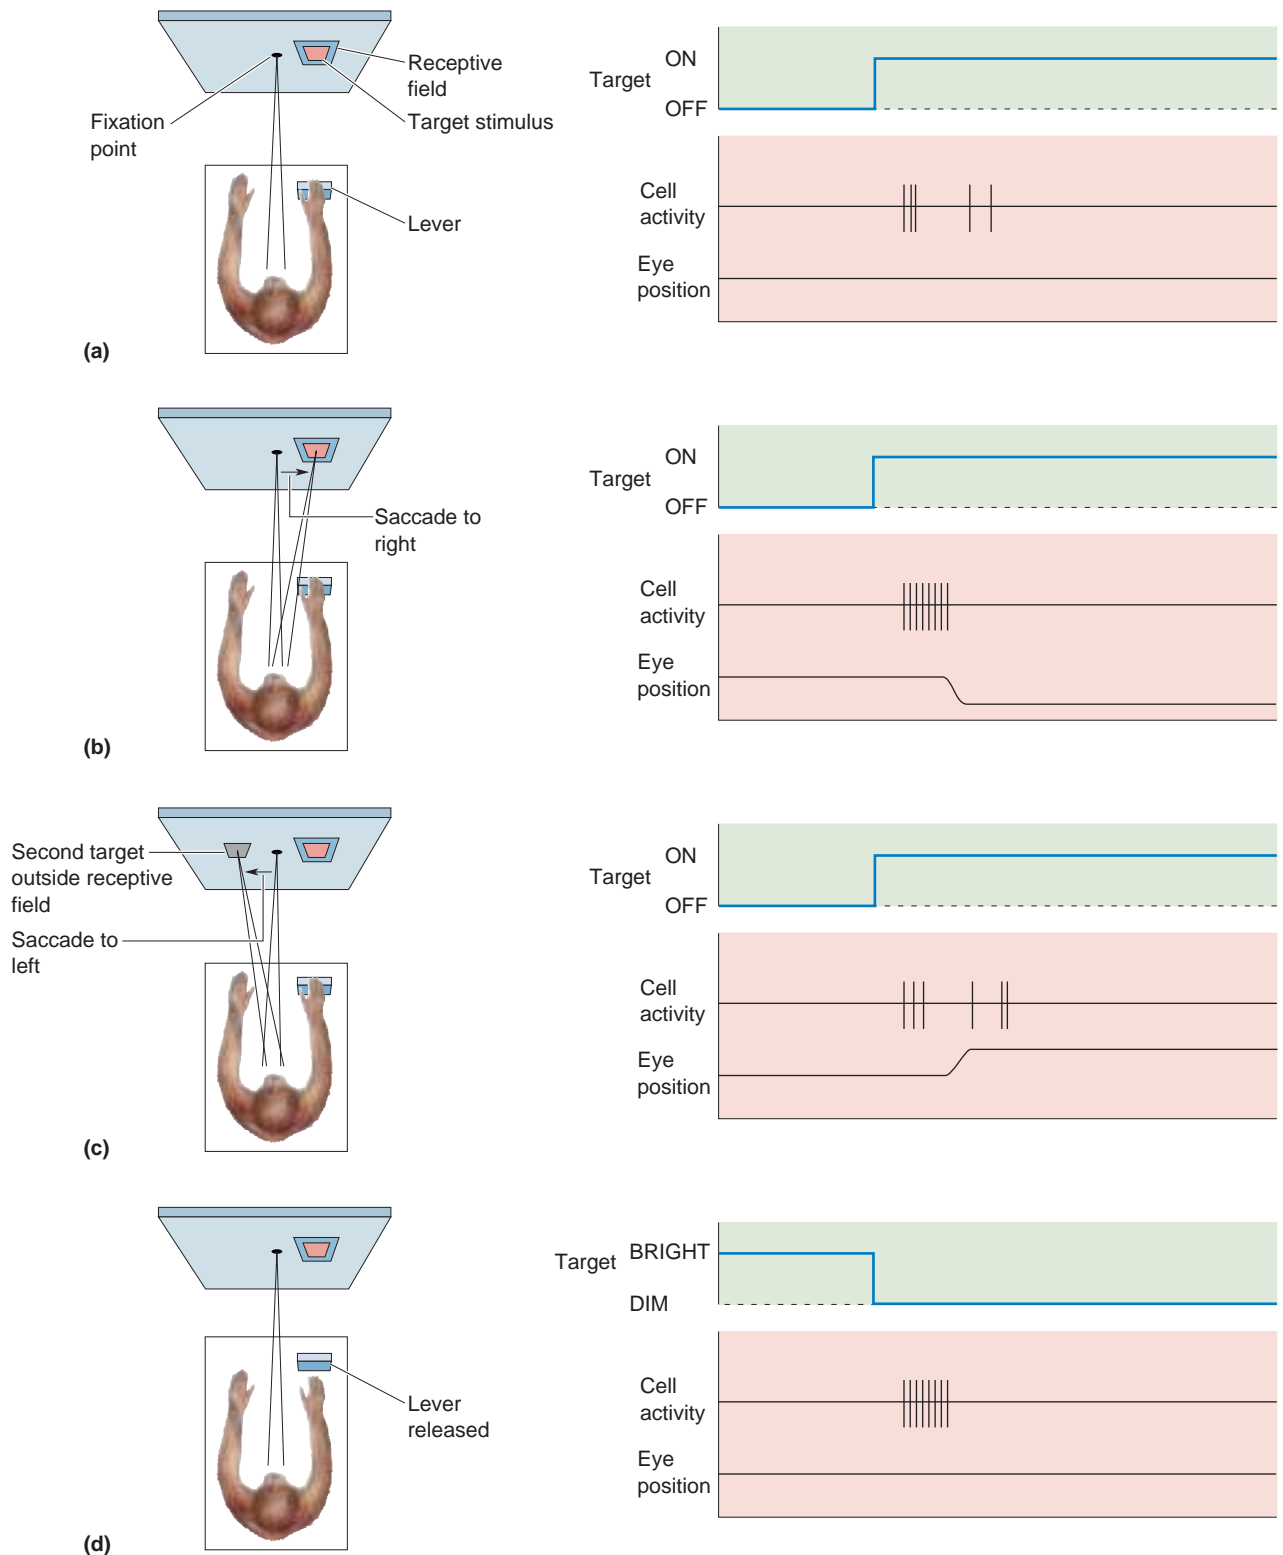 Receptive
field
Target stimulus
Fixation
point
Lever
(a)
ON
Target
OFF
Cell
activity
Eye
position
Saccade to
right
(b)
ON
Target
OFF
Cell
activity
Eye
position
Second target
outside receptive
field
Saccade to
left
(c)
ON
Target
OFF
Cell
activity
Eye
position
Lever
released
(d)
BRIGHT
Target
DIM
Cell
activity
Eye
position